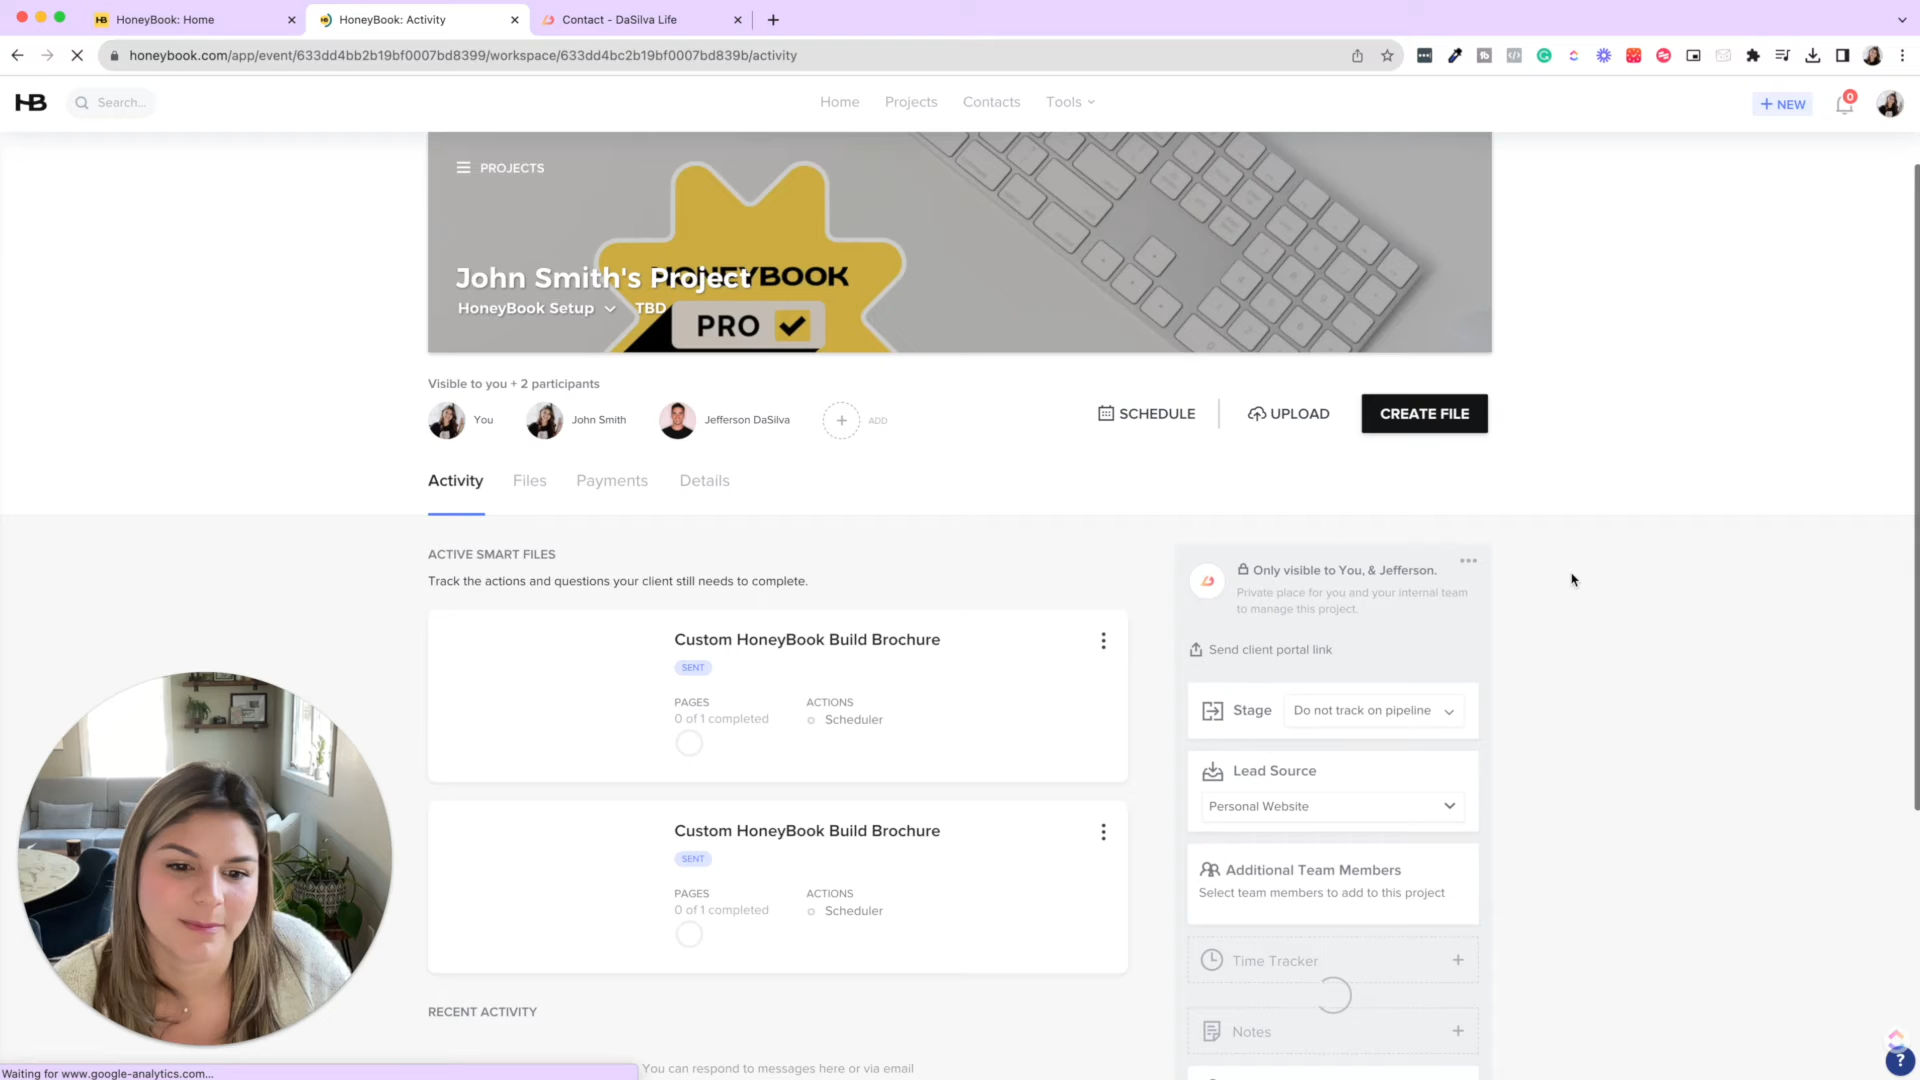 HoneyBook: Home
HoneyBook: Activity
Contact - DaSilva Life
honeybook.com/app/event/633dd4bb2b19bf0007bd8399/workspace/633dd4bc2b19bf0007bd839b/activity
HB
Search...
Home
Projects
Contacts
Tools
+ NEW
0
PROJECTS
John Smith's Project
HONEYBOOK
HoneyBook Setup
TBD
PRO
Visible to you + 2 participants
You
John Smith
Jefferson DaSilva
ADD
SCHEDULE
UPLOAD
CREATE FILE
Activity
Files
Payments
Details
ACTIVE SMART FILES
Track the actions and questions your client still needs to complete.
Custom HoneyBook Build Brochure
SENT
PAGES
0 of 1 completed
ACTIONS
Scheduler
Custom HoneyBook Build Brochure
SENT
PAGES
0 of 1 completed
ACTIONS
Scheduler
RECENT ACTIVITY
You can respond to messages here or via email
Only visible to You, & Jefferson.
Private place for you and your internal team
to manage this project.
Send client portal link
Stage
Do not track on pipeline
Lead Source
Personal Website
Additional Team Members
Select team members to add to this project
Time Tracker
Notes
Waiting for www.google-analytics.com...
?